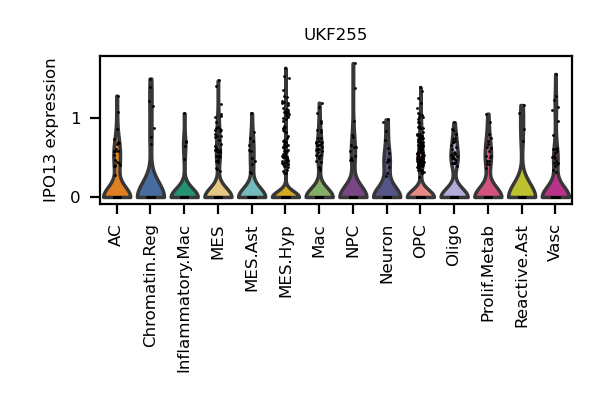 UKF255
IPO13 expression
1
0
AC
Chromatin.Reg
Inflammatory.Mac
MES
MES.Ast
MES.Hyp
Mac
NPC
Neuron
OPC
Oligo
Prolif.Metab
Reactive.Ast
Vasc